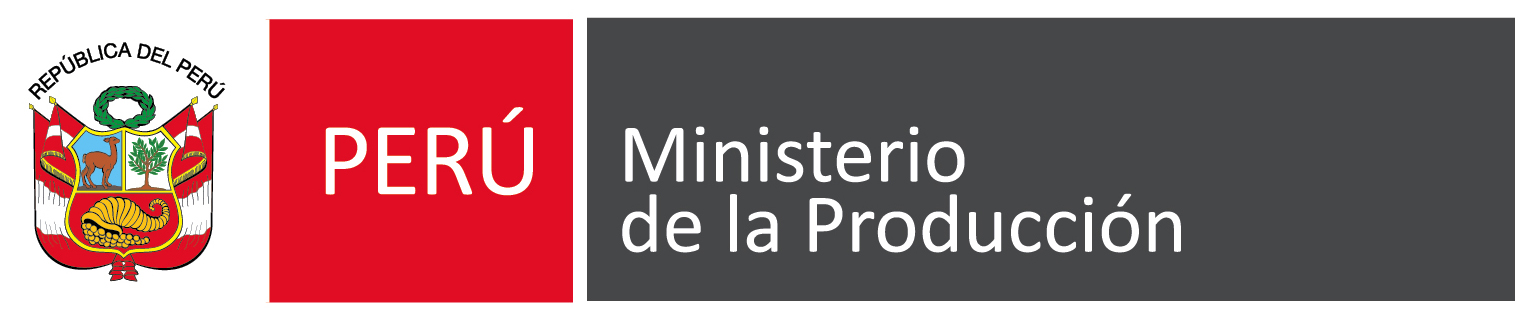 REPÚBLICA DEL PERÚ
PERÚ
Ministerio
de la Producción